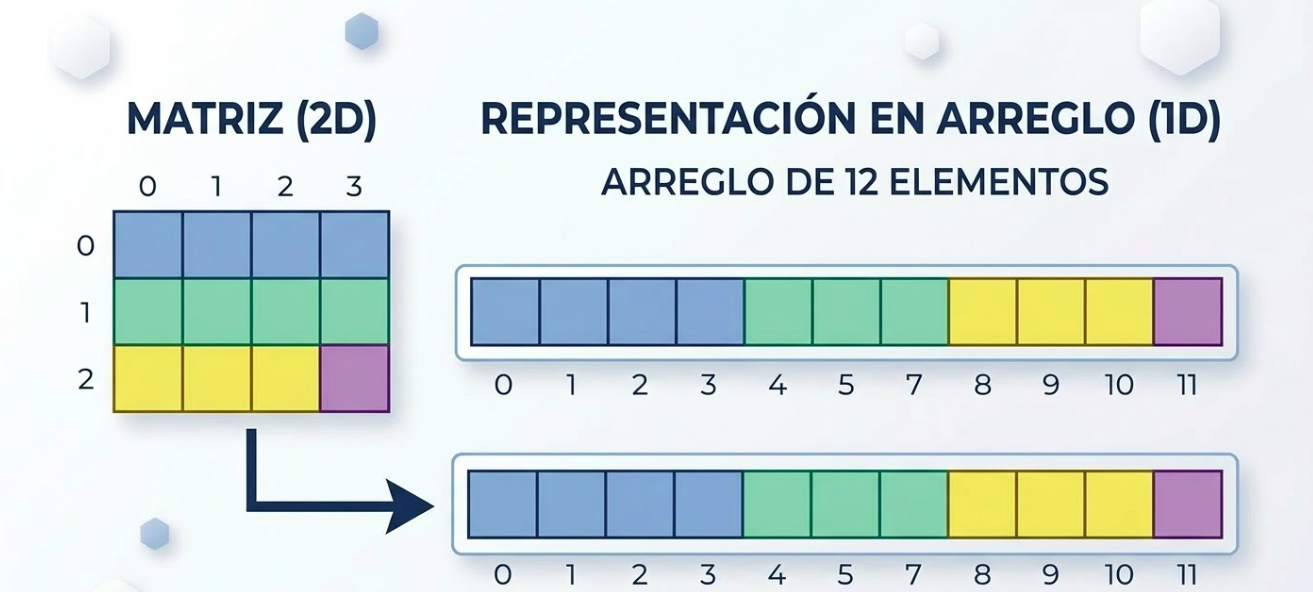 MATRIZ (2D)
0 1 2 3
0
1
2
REPRESENTACIÓN EN ARREGLO (1D)
ARREGLO DE 12 ELEMENTOS
0 1 2 3 4 5 7 8 9 10 11
0 1 2 3 4 5 7 8 9 10 11